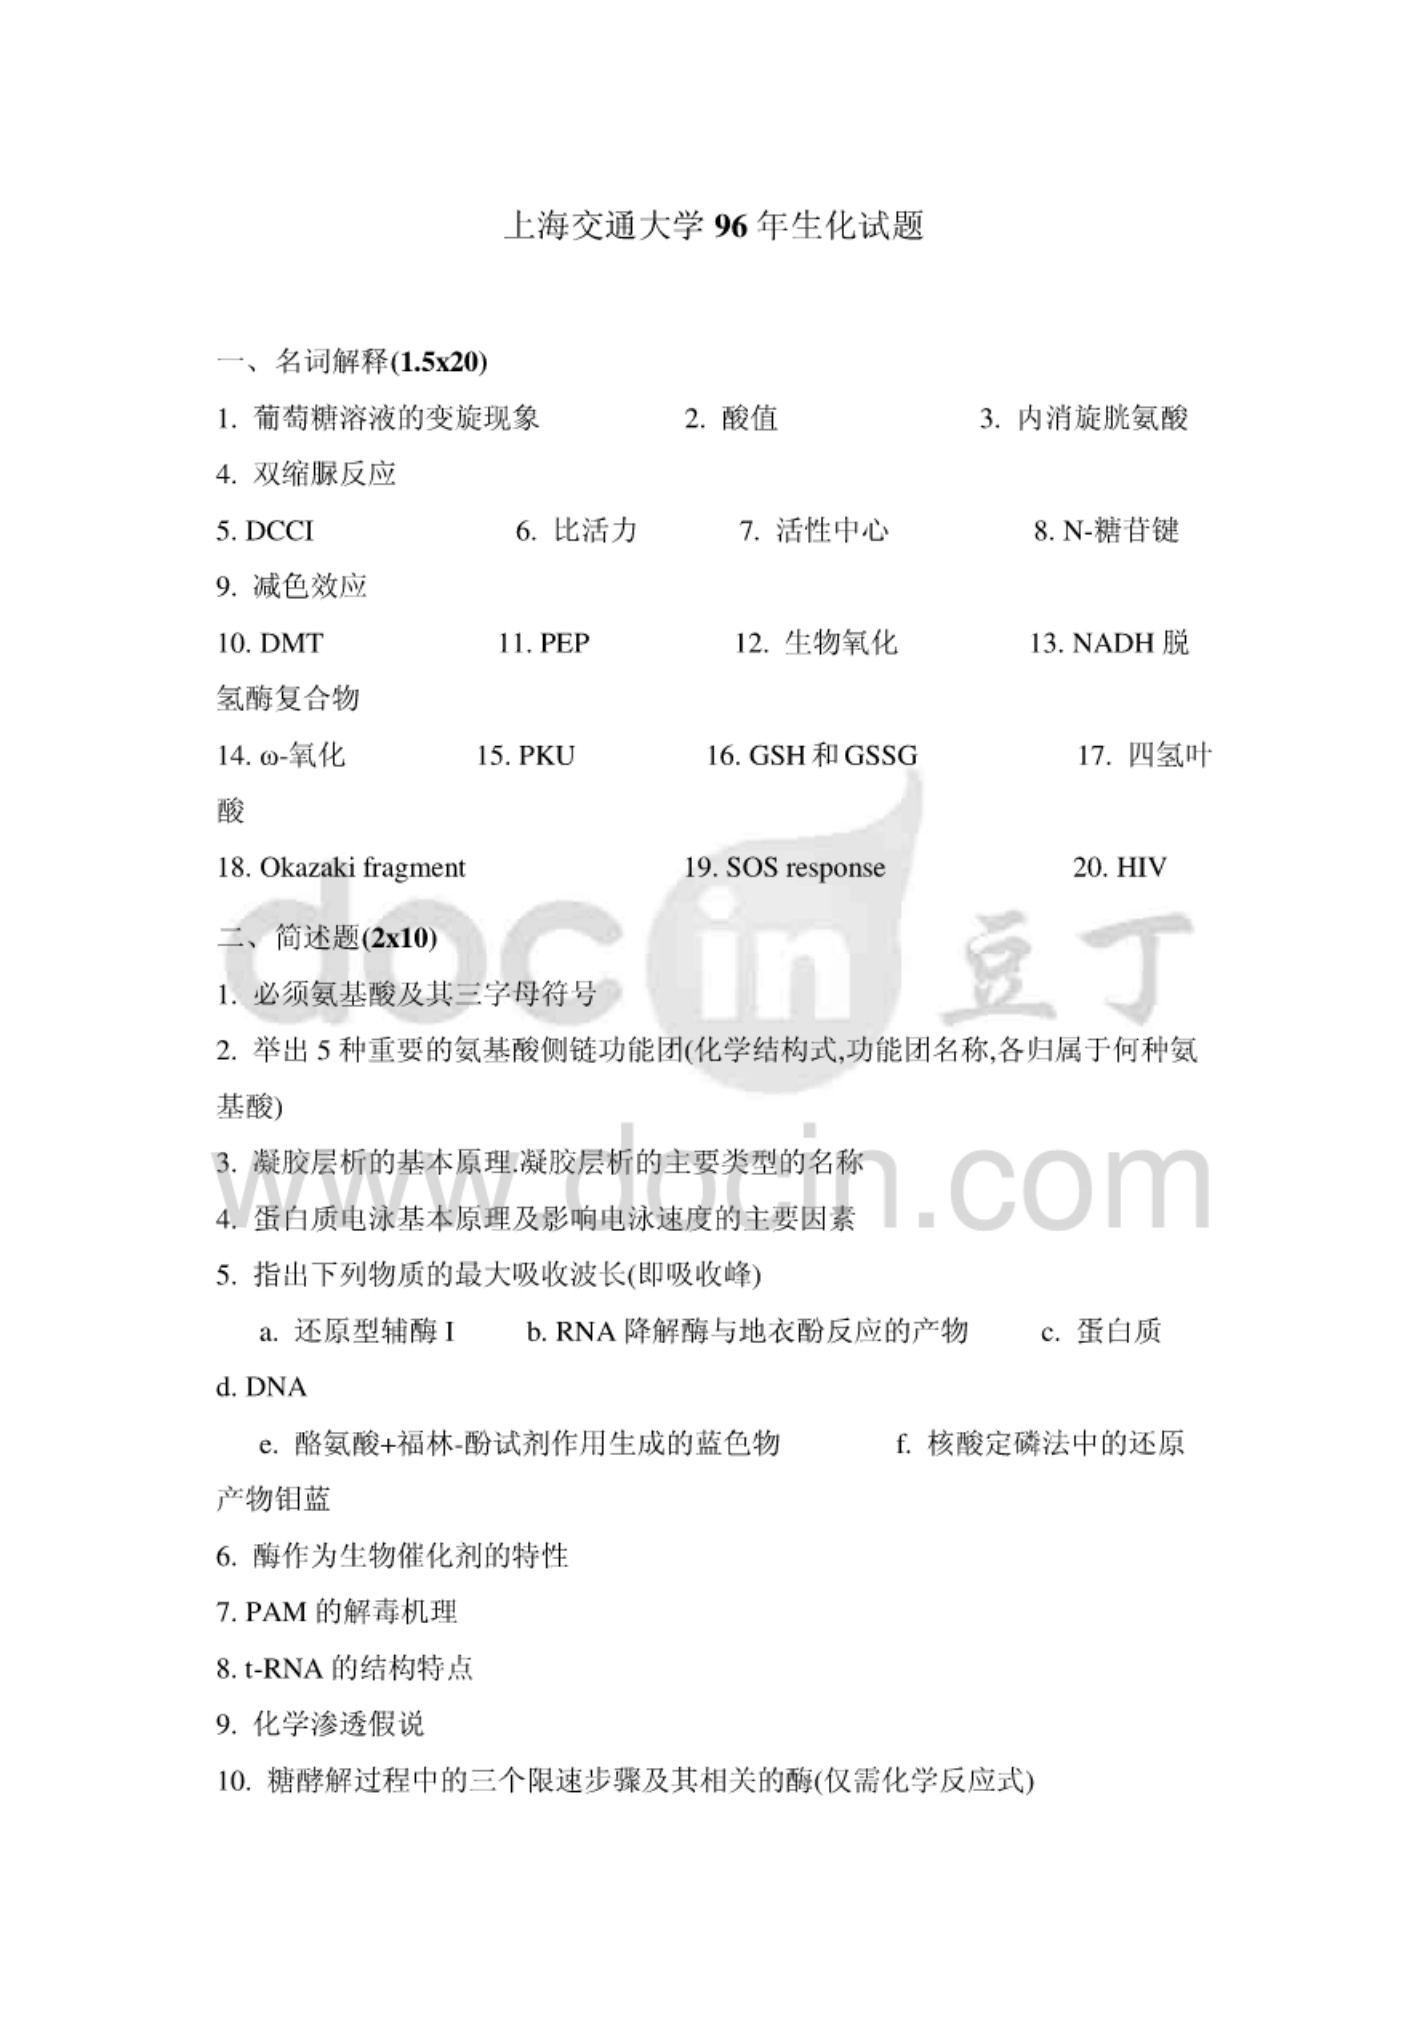 上海交通大学 96 年生化试题
一、名词解释(1.5x20)
1. 葡萄糖溶液的变旋现象 2. 酸值 3. 内消旋胱氨酸
4. 双缩脲反应
5. DCCI 6. 比活力 7. 活性中心 8. N-糖苷键
9. 减色效应
10. DMT 11. PEP 12. 生物氧化 13. NADH 脱
氢酶复合物
14. ω-氧化 15. PKU 16. GSH 和 GSSG 17. 四氢叶
酸
18. Okazaki fragment 19. SOS response 20. HIV
二、简述题(2x10)
1. 必须氨基酸及其三字母符号
2. 举出 5 种重要的氨基酸侧链功能团(化学结构式,功能团名称,各归属于何种氨
基酸)
3. 凝胶层析的基本原理.凝胶层析的主要类型的名称
4. 蛋白质电泳基本原理及影响电泳速度的主要因素
5. 指出下列物质的最大吸收波长(即吸收峰)
a. 还原型辅酶 I b. RNA 降解酶与地衣酚反应的产物 c. 蛋白质
d. DNA
e. 酪氨酸+福林-酚试剂作用生成的蓝色物 f. 核酸定磷法中的还原
产物钼蓝
6. 酶作为生物催化剂的特性
7. PAM 的解毒机理
8. t-RNA 的结构特点
9. 化学渗透假说
10. 糖酵解过程中的三个限速步骤及其相关的酶(仅需化学反应式)
docin 豆丁
www.docin.com